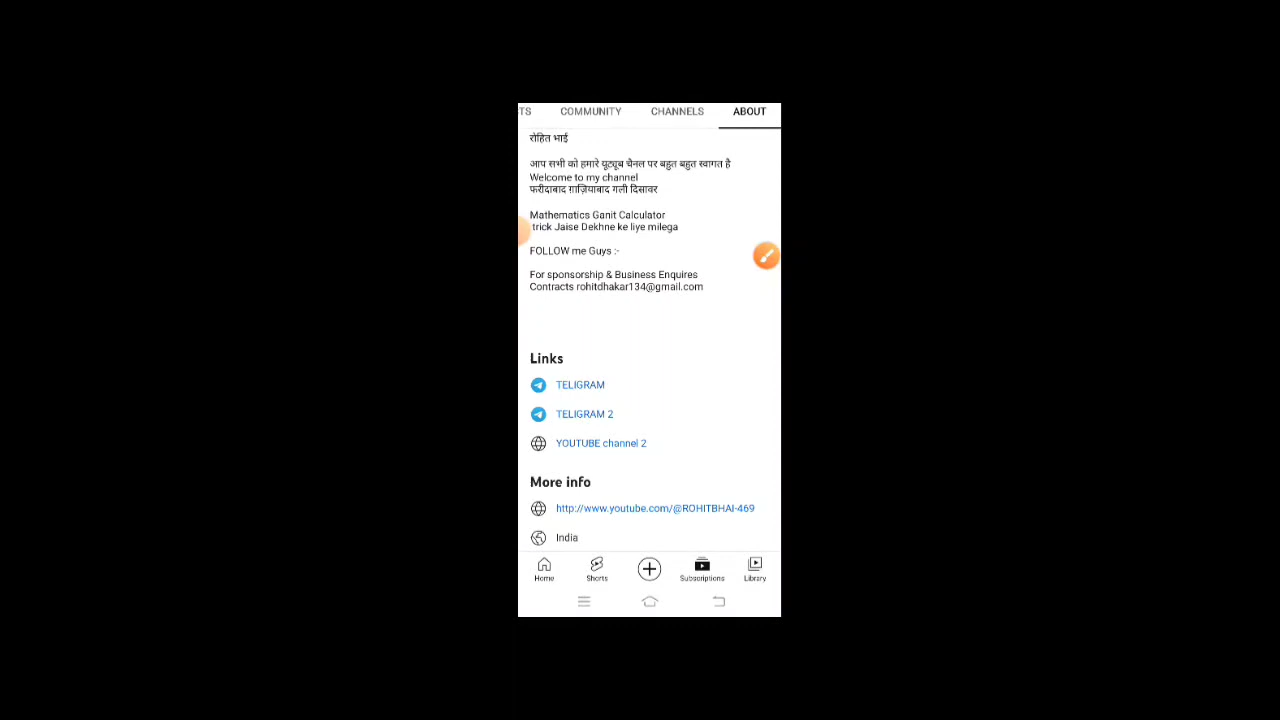 TS COMMUNITY CHANNELS ABOUT
रोहित भाई
आप सभी को हमारे यूट्यूब चैनल पर बहुत बहुत स्वागत है
Welcome to my channel
फरीदाबाद ग़ाज़ियाबाद गली दिसावर
Mathematics Ganit Calculator
trick Jaise Dekhne ke liye milega
FOLLOW me Guys :-
For sponsorship & Business Enquires
Contracts rohitdhakar134@gmail.com
Links
TELIGRAM
TELIGRAM 2
YOUTUBE channel 2
More info
http://www.youtube.com/@ROHITBHAI-469
India
Home Shorts Subscriptions Library